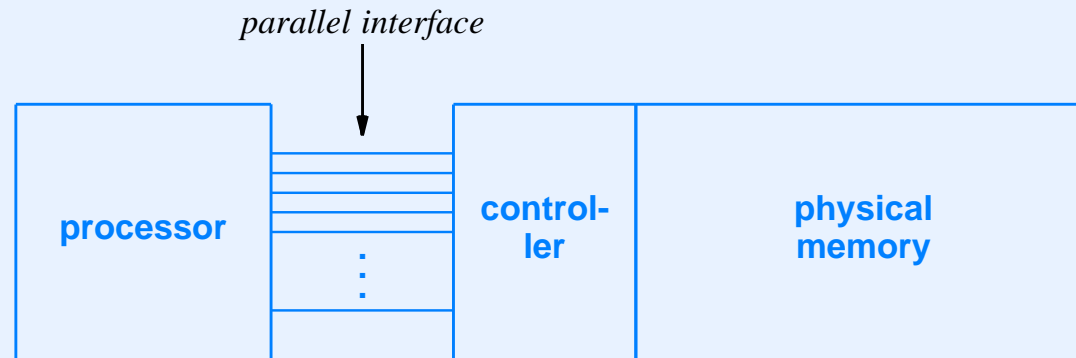 parallel interface
processor
control-
ler
physical
memory